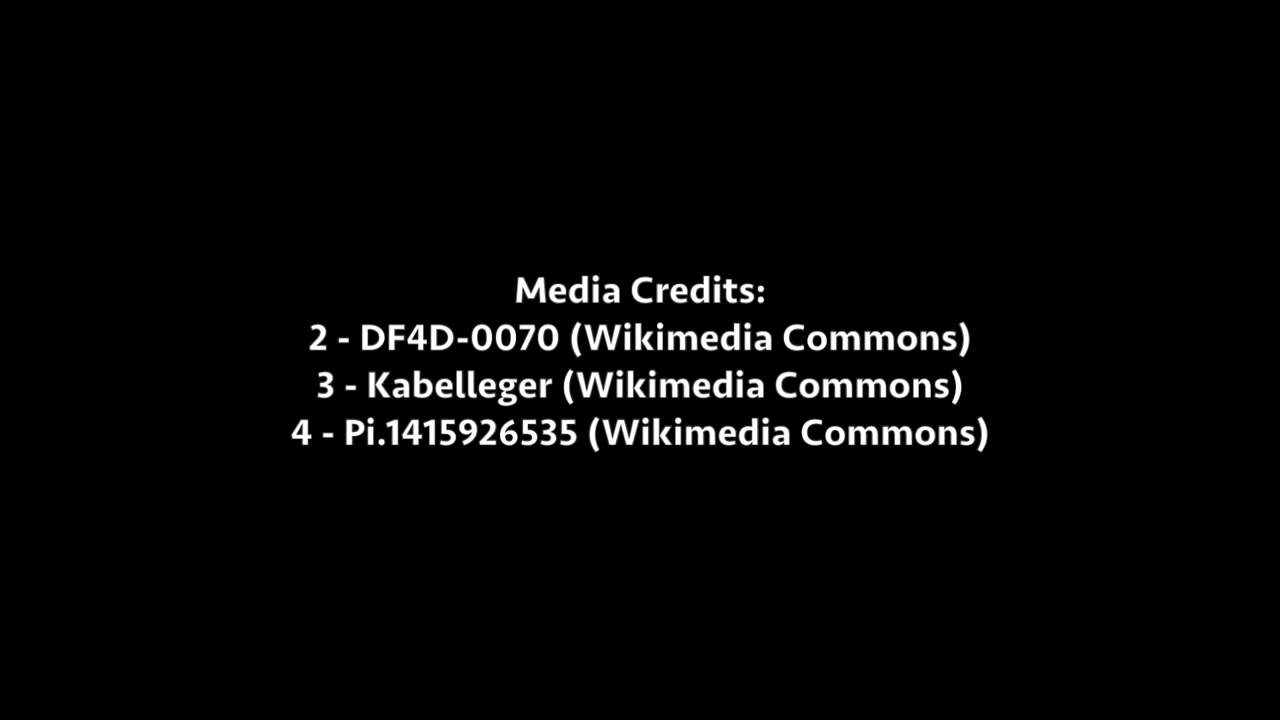 Media Credits:
2 - DF4D-0070 (Wikimedia Commons)
3 - Kabelleger (Wikimedia Commons)
4 - Pi.1415926535 (Wikimedia Commons)